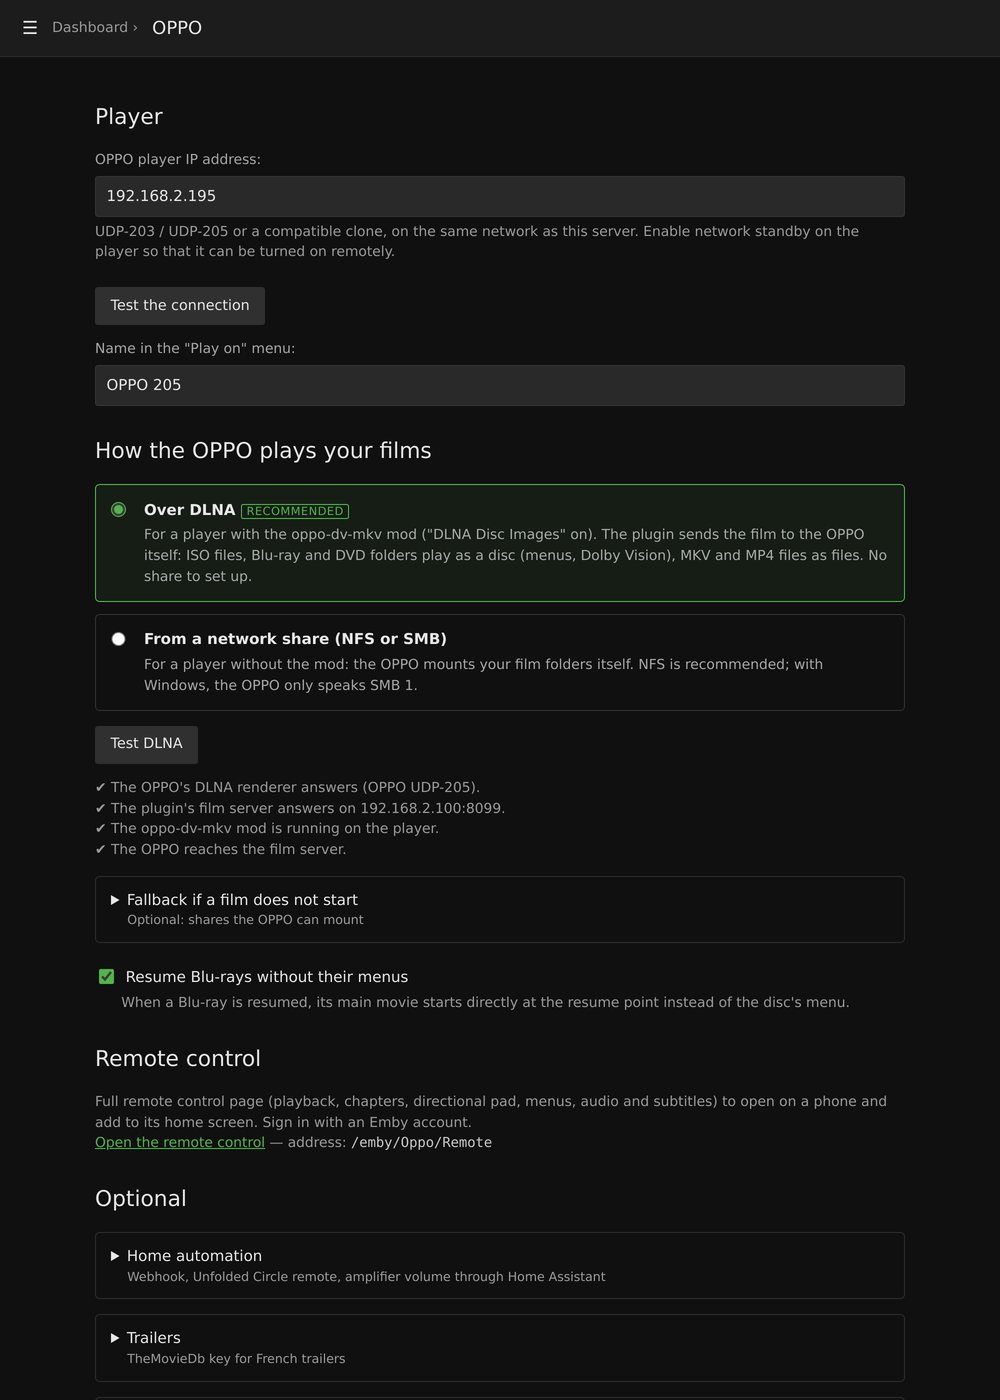 ☰ Dashboard › OPPO
Player
OPPO player IP address:
192.168.2.195
UDP-203 / UDP-205 or a compatible clone, on the same network as this server. Enable network standby on the
player so that it can be turned on remotely.
Test the connection
Name in the "Play on" menu:
OPPO 205
How the OPPO plays your films
Over DLNA RECOMMENDED
For a player with the oppo-dv-mkv mod ("DLNA Disc Images" on). The plugin sends the film to the OPPO
itself: ISO files, Blu-ray and DVD folders play as a disc (menus, Dolby Vision), MKV and MP4 files as files. No
share to set up.
From a network share (NFS or SMB)
For a player without the mod: the OPPO mounts your film folders itself. NFS is recommended; with
Windows, the OPPO only speaks SMB 1.
Test DLNA
✔ The OPPO's DLNA renderer answers (OPPO UDP-205).
✔ The plugin's film server answers on 192.168.2.100:8099.
✔ The oppo-dv-mkv mod is running on the player.
✔ The OPPO reaches the film server.
▶ Fallback if a film does not start
Optional: shares the OPPO can mount
Resume Blu-rays without their menus
When a Blu-ray is resumed, its main movie starts directly at the resume point instead of the disc's menu.
Remote control
Full remote control page (playback, chapters, directional pad, menus, audio and subtitles) to open on a phone and
add to its home screen. Sign in with an Emby account.
Open the remote control — address: /emby/Oppo/Remote
Optional
▶ Home automation
Webhook, Unfolded Circle remote, amplifier volume through Home Assistant
▶ Trailers
TheMovieDb key for French trailers